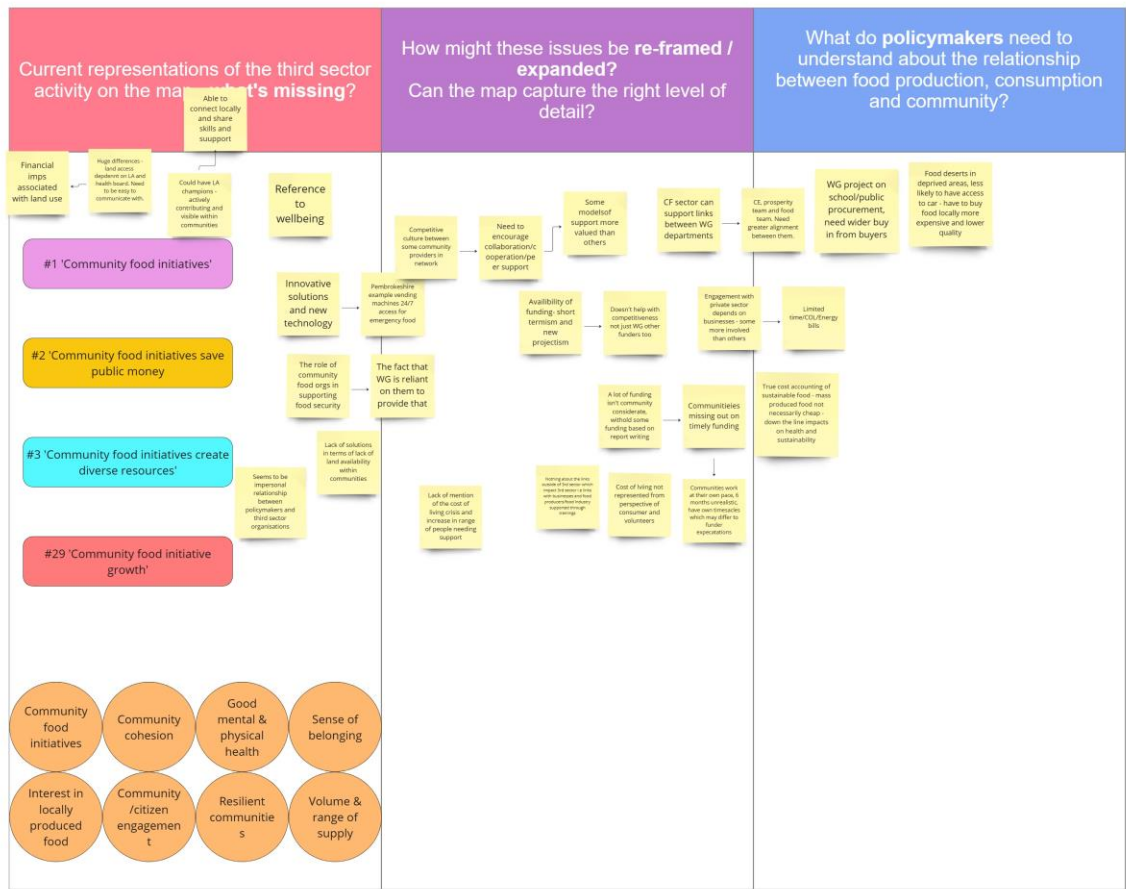 Current representations of the third sector
activity on the map
what's missing?
How might these issues be re-framed /
expanded?
Can the map capture the right level of
detail?
What do policymakers need to
understand about the relationship
between food production, consumption
and community?
Able to
connect locally
and share
skills and
suupport
Financial
imps
associated
with land use
Huge differences -
land access
depdennt on LA and
health board. Need
to be easy to
communicate with.
Could have LA
champions -
actively
contributing and
visible within
communities
Reference
to
wellbeing
#1 'Community food initiatives'
Innovative
solutions
and new
technology
Pembrokeshire
example vending
machines 24/7
access for
emergency food
#2 'Community food initiatives save
public money
The role of
community
food orgs in
supporting
food security
The fact that
WG is reliant
on them to
provide that
#3 'Community food initiatives create
diverse resources'
Lack of solutions
in terms of lack of
land availability
within
communities
Seems to be
impersonal
relationship
between
policymakers and
third sector
organisations
#29 'Community food initiative
growth'
Community
food
initiatives
Community
cohesion
Good
mental &
physical
health
Sense of
belonging
Interest in
locally
produced
food
Community
/citizen
engagemen
t
Resilient
communitie
s
Volume &
range of
supply
Competitive
culture between
some community
providers in
network
Need to
encourage
collaboration/c
ooperation/pe
er support
Some
modelsof
support more
valued than
others
CF sector can
support links
between WG
departments
CE, prosperity
team and food
team. Need
greater alignment
between them.
WG project on
school/public
procurement,
need wider buy
in from buyers
Food deserts in
deprived areas, less
likely to have access
to car - have to buy
food locally more
expensive and lower
quality
Availibility of
funding- short
termism and
new
projectism
Doesn't help with
competitiveness
not just WG other
funders too
Engagement with
private sector
depends on
businesses - some
more involved than
others
Limited
time/COL/Energy
bills
A lot of funding
isn't community
considerate,
withold some
funding based on
report writing
Communitieles
missing out on
timely funding
True cost accounting of
sustainable food - mass
produced food not
necessarily cheap -
down the line impacts
on health and
sustainability
Lack of mention
of the cost of
living crisis and
increase in range
of people needing
support
outside of 3rd sector which
Cost of lving not
represented from
perspective of
consumer and
volunteers
Communities work
at their own pace, 6
months unrealistic,
have own timesacles
which may differ to
funder
expecatations